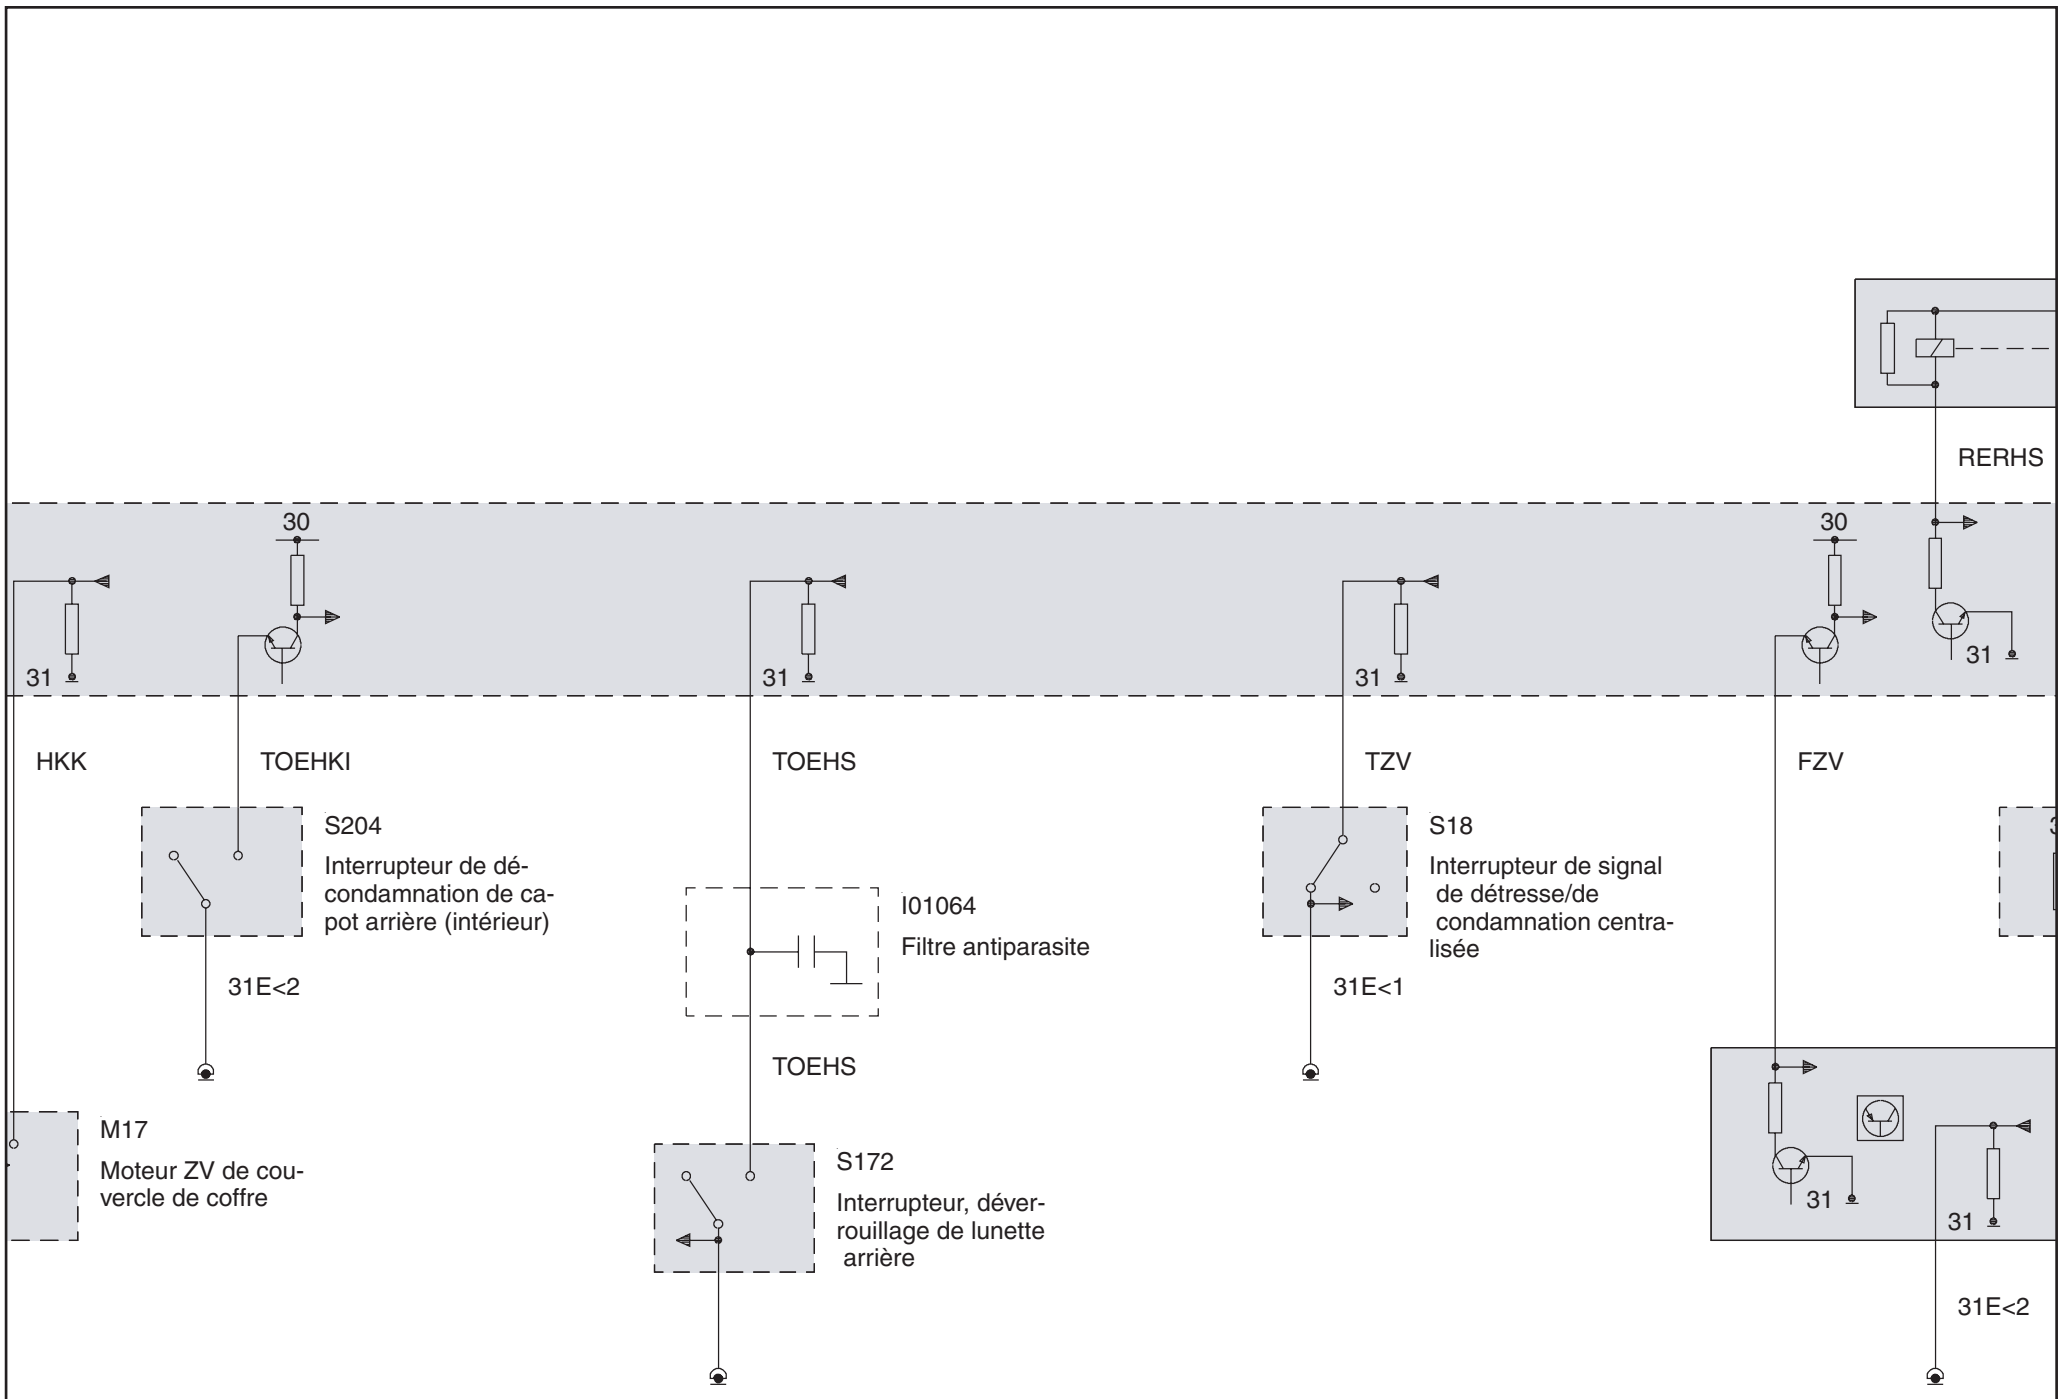 RERHS
30
30
31
31
31
31
HKK
TOEHKI
TOEHS
TZV
FZV
S204
Interrupteur de dé-
condamnation de ca-
pot arrière (intérieur)
31E<2
I01064
Filtre antiparasite
TOEHS
S18
Interrupteur de signal
de détresse/de
condamnation centra-
lisée
31E<1
M17
Moteur ZV de cou-
vercle de coffre
S172
Interrupteur, déver-
rouillage de lunette
arrière
31
31
31E<2